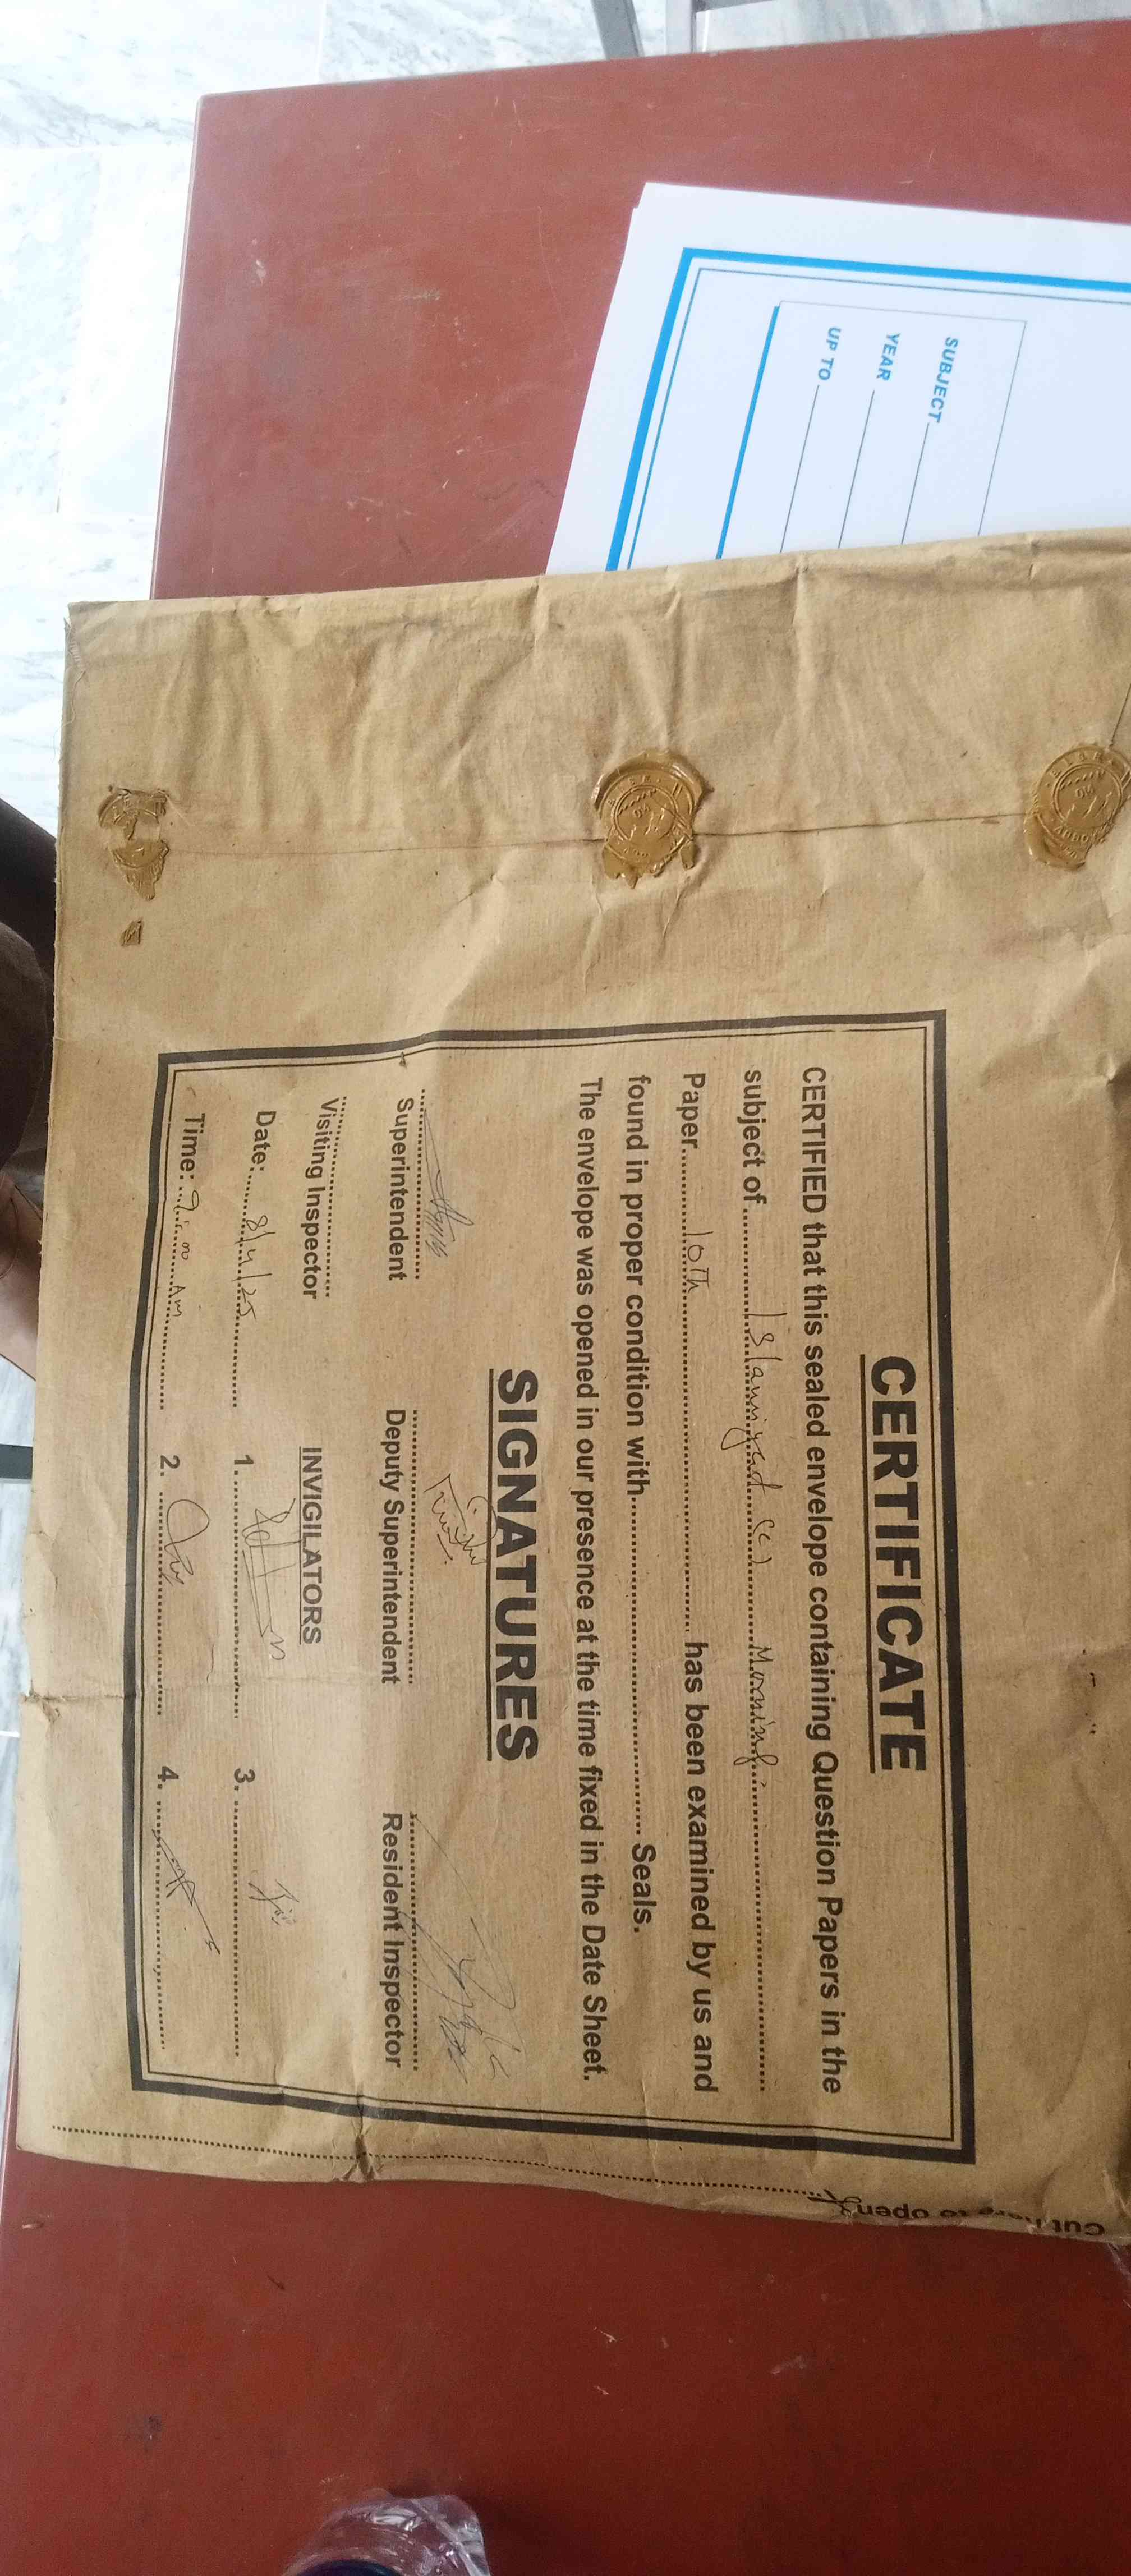 SUBJECT
YEAR
UP TO
CERTIFICATE
CERTIFIED that this sealed envelope containing Question Papers in the
subject of Islamiyat (C) Morning
Paper 10th has been examined by us and
found in proper condition with Seals.
The envelope was opened in our presence at the time fixed in the Date Sheet.
SIGNATURES
Superintendent Deputy Superintendent Resident Inspector
Visiting Inspector INVIGILATORS
Date: 8/4/25 1. 3.
Time: AM 2. 4.
Cut here to open